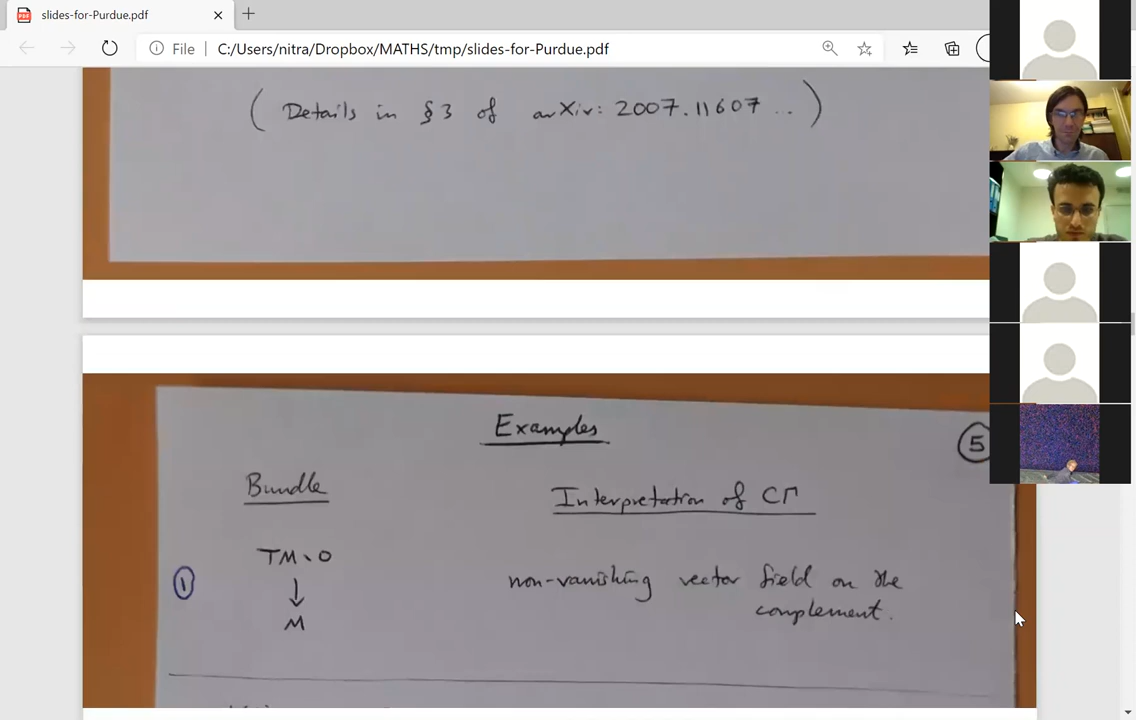 slides-for-Purdue.pdf
File
C:/Users/nitra/Dropbox/MATHS/tmp/slides-for-Purdue.pdf
( Details in §3 of arXiv: 2007.11607 .. )
Examples
5
Bundle
Interpretation of CΓ
1
TM \ 0
↓
M
non-vanishing vector field on the
complement.